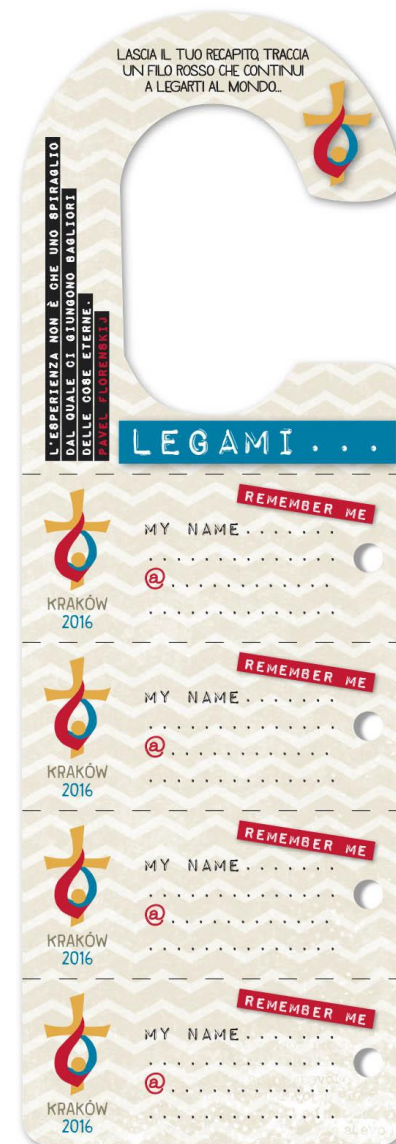 LASCIA IL TUO RECAPITO, TRACCIA
UN FILO ROSSO CHE CONTINUI
A LEGARTI AL MONDO...
L'ESPERIENZA NON È CHE UNO SPIRAGLIO
DAL QUALE CI GIUNGONO BAGLIORI
DELLE COSE ETERNE.
PAVEL FLORENSKIJ
LEGAMI...
REMEMBER ME
MY NAME.......
..............
@............
..............
KRAKÓW
2016
REMEMBER ME
MY NAME.......
..............
@............
..............
KRAKÓW
2016
REMEMBER ME
MY NAME.......
..............
@............
..............
KRAKÓW
2016
REMEMBER ME
MY NAME.......
..............
@............
..............
KRAKÓW
2016